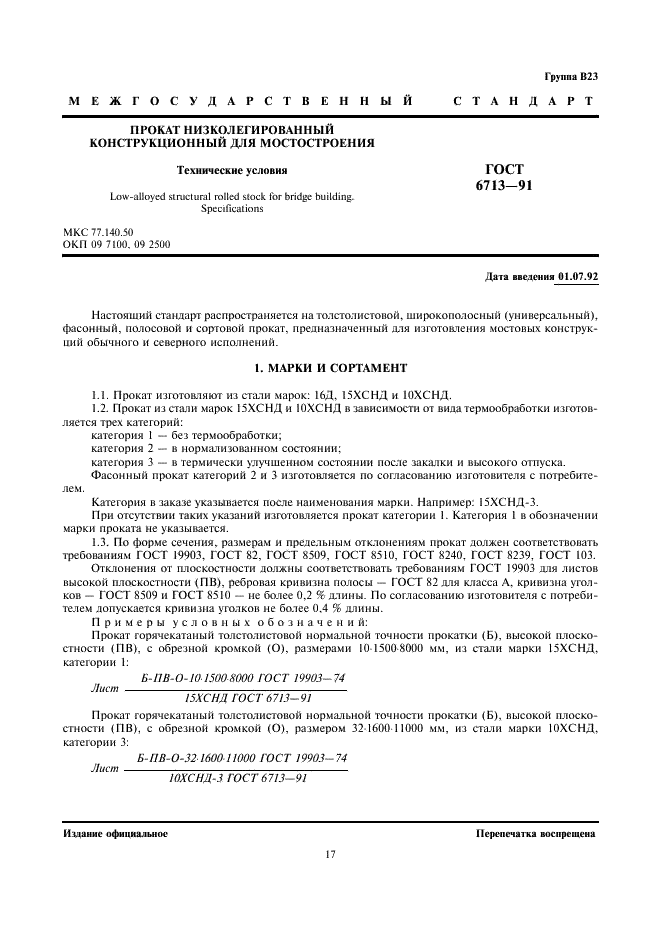 Группа В23
МЕЖГОСУДАРСТВЕННЫЙ СТАНДАРТ
ПРОКАТ НИЗКОЛЕГИРОВАННЫЙ
КОНСТРУКЦИОННЫЙ ДЛЯ МОСТОСТРОЕНИЯ
Технические условия
Low-alloyed structural rolled stock for bridge building.
Specifications
ГОСТ
6713—91
МКС 77.140.50
ОКП 09 7100, 09 2500
Дата введения 01.07.92
Настоящий стандарт распространяется на толстолистовой, широкополосный (универсальный),
фасонный, полосовой и сортовой прокат, предназначенный для изготовления мостовых конструк-
ций обычного и северного исполнений.
1. МАРКИ И СОРТАМЕНТ
1.1. Прокат изготовляют из стали марок: 16Д, 15ХСНД и 10ХСНД.
1.2. Прокат из стали марок 15ХСНД и 10ХСНД в зависимости от вида термообработки изготов-
ляется трех категорий:
категория 1 — без термообработки;
категория 2 — в нормализованном состоянии;
категория 3 — в термически улучшенном состоянии после закалки и высокого отпуска.
Фасонный прокат категорий 2 и 3 изготовляется по согласованию изготовителя с потребите-
лем.
Категория в заказе указывается после наименования марки. Например: 15ХСНД-3.
При отсутствии таких указаний изготовляется прокат категории 1. Категория 1 в обозначении
марки проката не указывается.
1.3. По форме сечения, размерам и предельным отклонениям прокат должен соответствовать
требованиям ГОСТ 19903, ГОСТ 82, ГОСТ 8509, ГОСТ 8510, ГОСТ 8240, ГОСТ 8239, ГОСТ 103.
Отклонения от плоскостности должны соответствовать требованиям ГОСТ 19903 для листов
высокой плоскостности (ПВ), ребровая кривизна полосы — ГОСТ 82 для класса А, кривизна угол-
ков — ГОСТ 8509 и ГОСТ 8510 — не более 0,2 % длины. По согласованию изготовителя с потреби-
телем допускается кривизна уголков не более 0,4 % длины.
Примеры условных обозначений:
Прокат горячекатаный толстолистовой нормальной точности прокатки (Б), высокой плоско-
стности (ПВ), с обрезной кромкой (О), размерами 10·1500·8000 мм, из стали марки 15ХСНД,
категории 1:
Лист Б-ПВ-О-10·1500·8000 ГОСТ 19903—74
15ХСНД ГОСТ 6713—91
Прокат горячекатаный толстолистовой нормальной точности прокатки (Б), высокой плоско-
стности (ПВ), с обрезной кромкой (О), размером 32·1600·11000 мм, из стали марки 10ХСНД,
категории 3:
Лист Б-ПВ-О-32·1600·11000 ГОСТ 19903—74
10ХСНД-3 ГОСТ 6713—91
Издание официальное
Перепечатка воспрещена
17